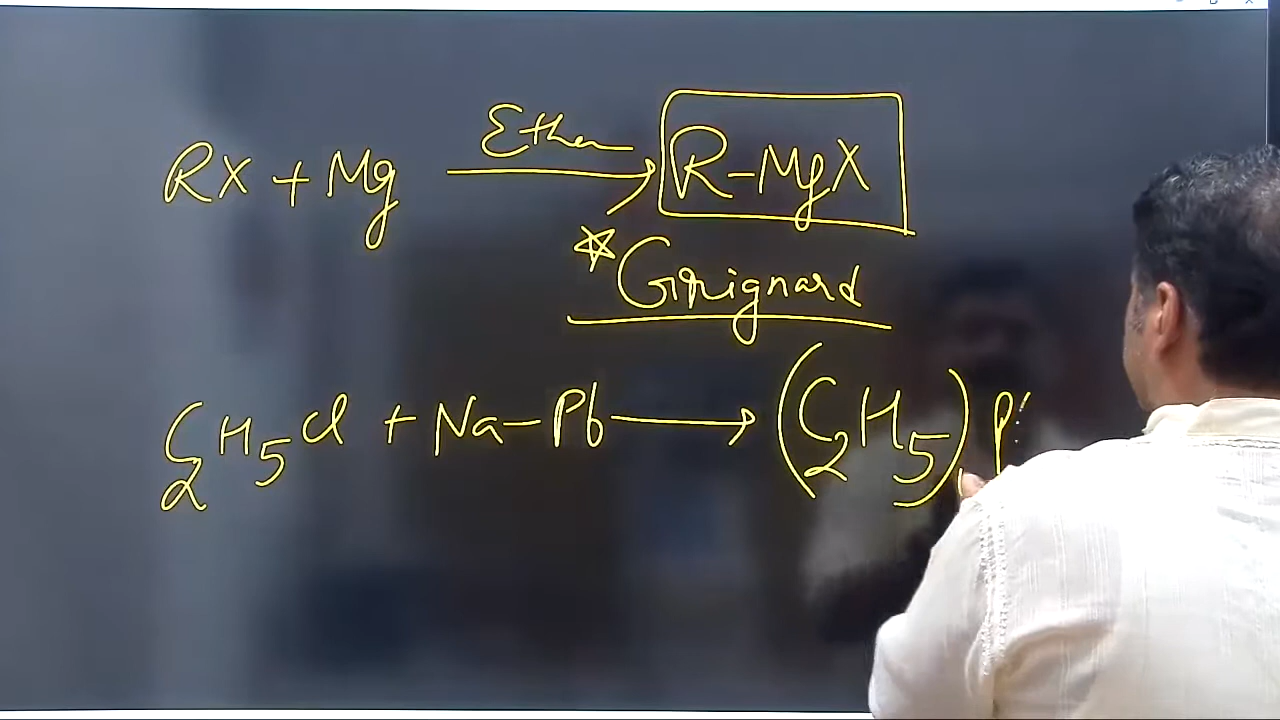 RX + Mg Ether → R-MgX
* Grignard
C2H5Cl + Na-Pb → (C2H5)